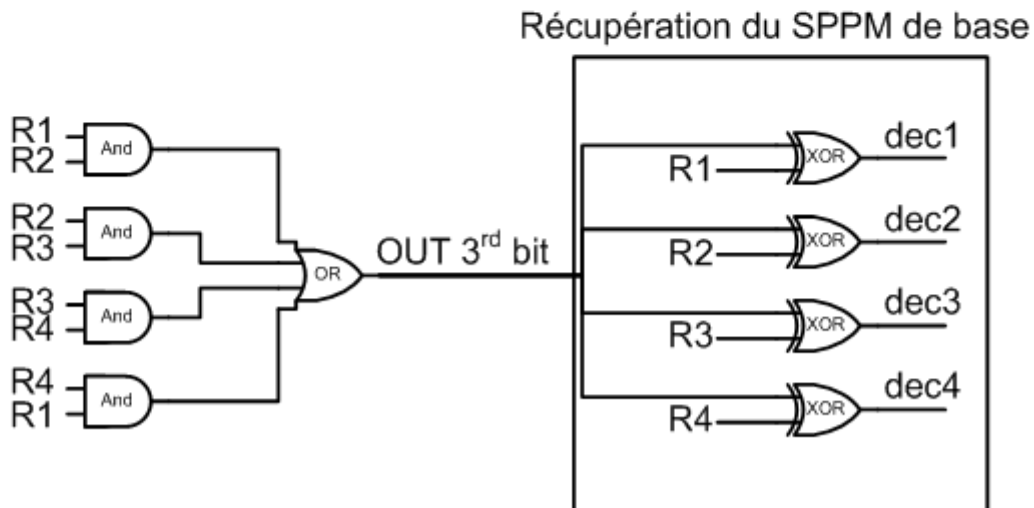 Récupération du SPPM de base
R1
R2
And
R2
R3
And
R3
R4
And
R4
R1
And
OR
OUT 3rd bit
R1
XOR
dec1
R2
XOR
dec2
R3
XOR
dec3
R4
XOR
dec4